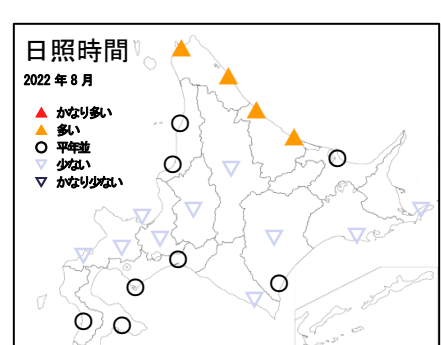 日照時間
2022 年 8 月
かなり多い
多い
平年並
少ない
かなり少ない